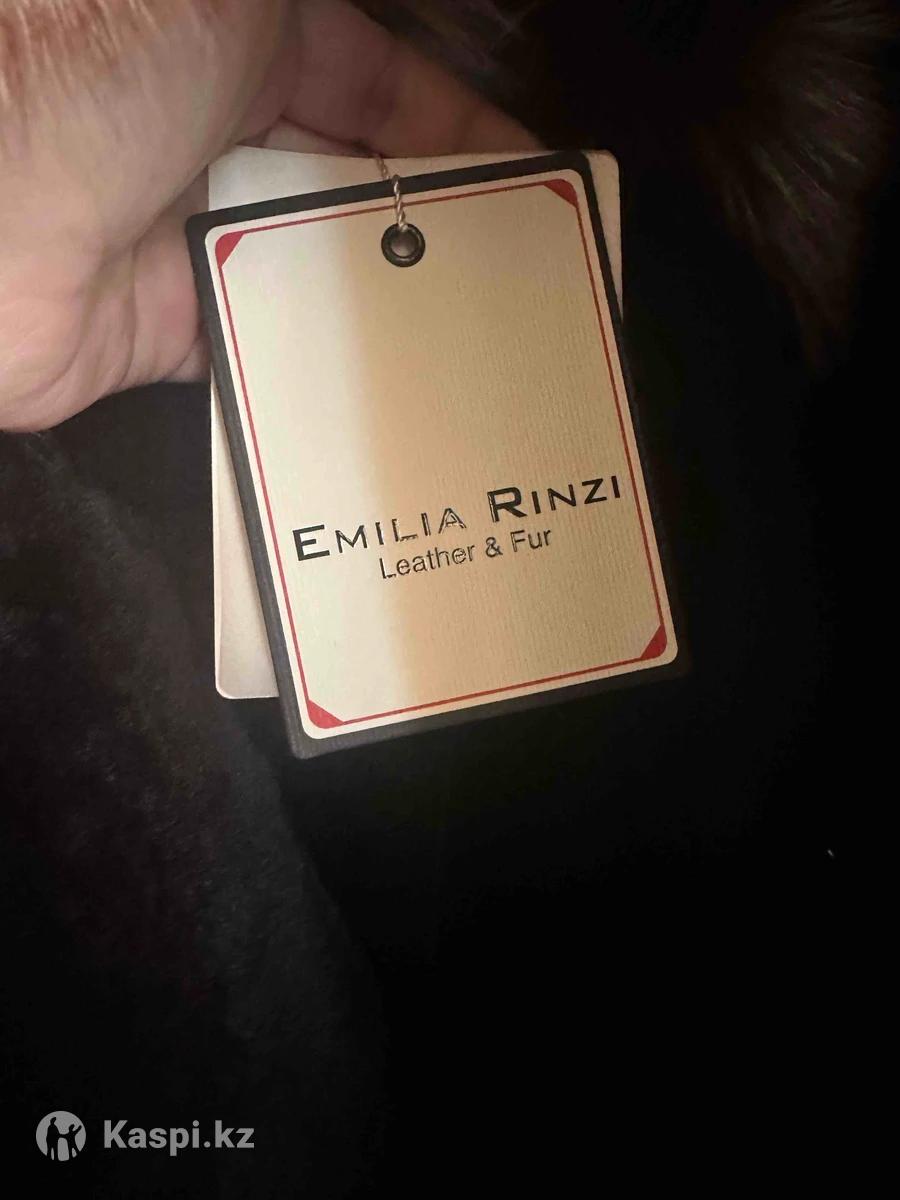 EMILIA RINZI
Leather & Fur
Kaspi.kz